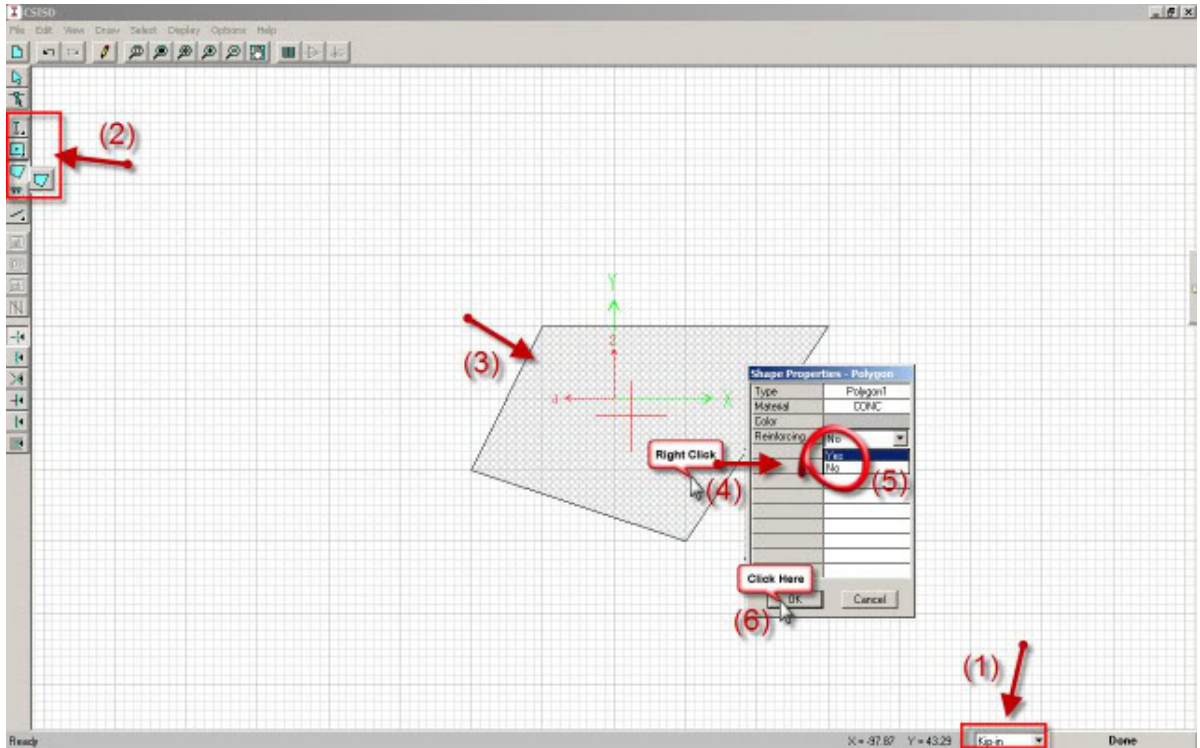 CSISD
File Edit View Draw Select Display Options Help
(2)
Y
2
(3)
3
X
Shape Properties - Polygon
Type Polygon1
Material CONC
Color
Reinforcing No
Yes
No
Right Click
(4)
(5)
Click Here
OK Cancel
(6)
(1)
Ready X = -97.87 Y = 43.29 Kip-in Done